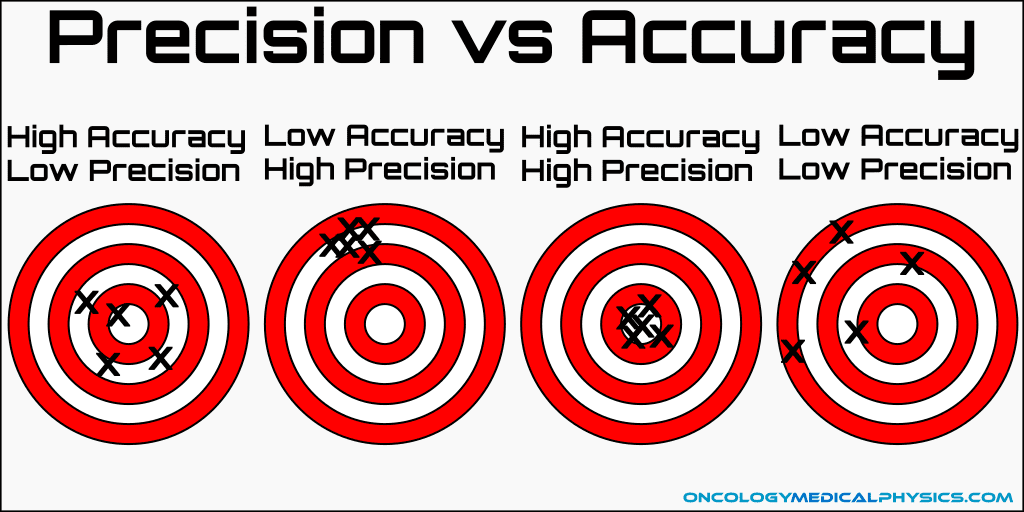 Precision vs Accuracy
High Accuracy
Low Precision
Low Accuracy
High Precision
High Accuracy
High Precision
Low Accuracy
Low Precision
ONCOLOGYMEDICALPHYSICS.COM